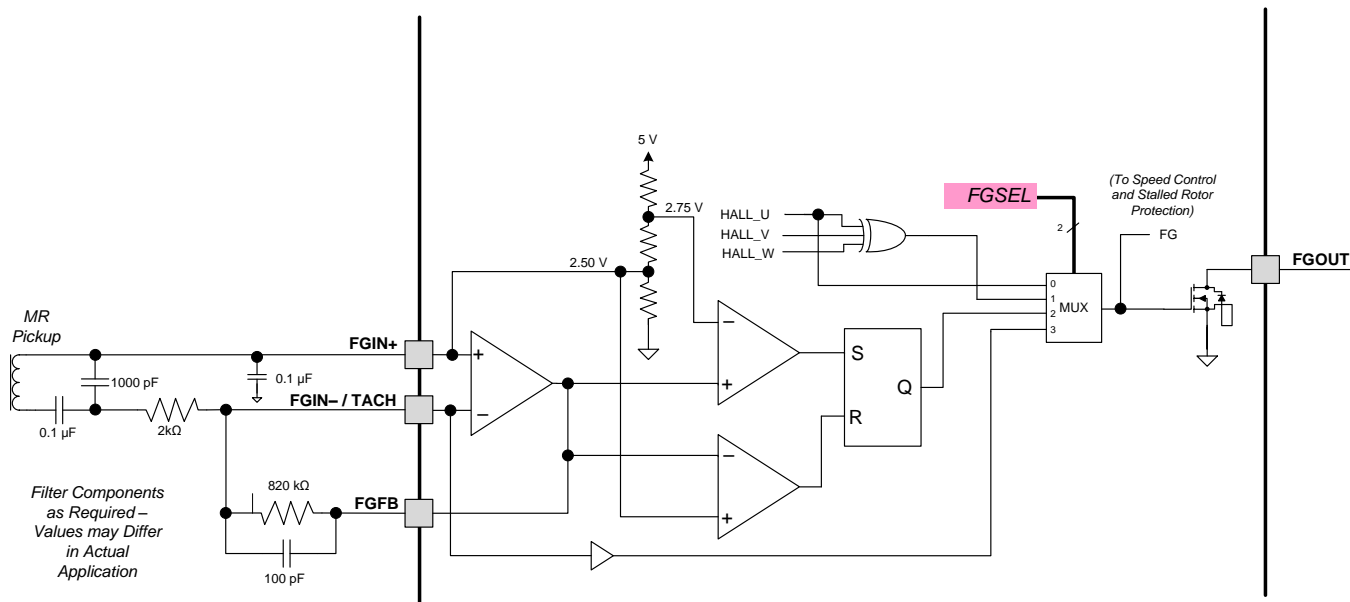 5 V
2.75 V
2.50 V
HALL_U
HALL_V
HALL_W
FGSEL
2
(To Speed Control
and Stalled Rotor
Protection)
FG
0
1
2
3
MUX
FGOUT
MR
Pickup
FGIN+
1000 pF
0.1 µF
FGIN– / TACH
0.1 µF
2kΩ
+
–
–
+
–
+
S
R
Q
820 kΩ
FGFB
100 pF
Filter Components
as Required –
Values may Differ
in Actual
Application